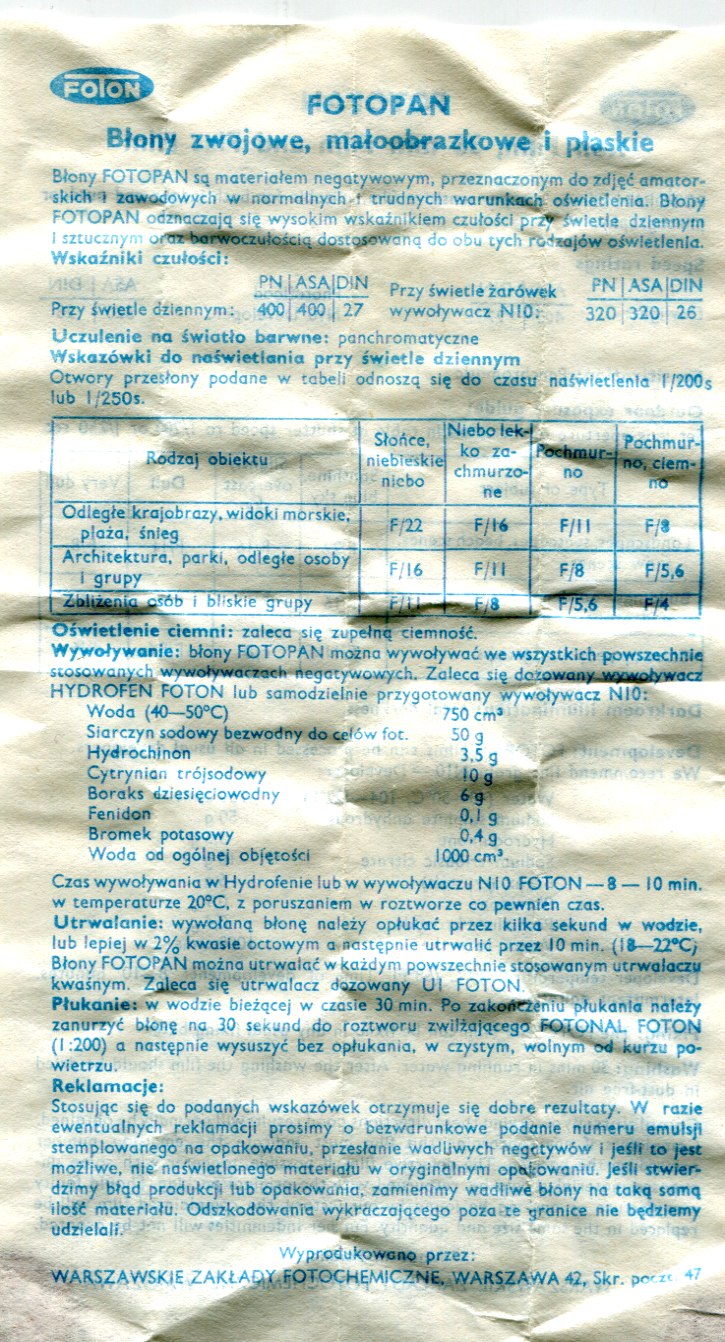 FOTON
FOTOPAN
Błony zwojowe, małoobrazkowe i płaskie
Błony FOTOPAN są materiałem negatywowym, przeznaczonym do zdjęć amator-
skich i zawodowych w normalnych i trudnych warunkach oświetlenia. Błony
FOTOPAN odznaczają się wysokim wskaźnikiem czułości przy świetle dziennym
i sztucznym oraz barwoczułością dostosowaną do obu tych rodzajów oświetlenia.
Wskaźniki czułości:
PN | ASA | DIN
Przy świetle dziennym: 400 | 400 | 27
Przy świetle żarówek PN | ASA | DIN
wywoływacz N10: 320 | 320 | 26
Uczulenie na światło barwne: panchromatyczne
Wskazówki do naświetlania przy świetle dziennym
Otwory przesłony podane w tabeli odnoszą się do czasu naświetlenia 1/200s
lub 1/250s.
Rodzaj obiektu
Słońce,
niebieskie
niebo
Niebo lek-
ko za-
chmurzo-
ne
Pochmur-
no
Pochmur-
no, ciem-
no
Odległe krajobrazy, widoki morskie,
plaża, śnieg
F/22 F/16 F/11 F/8
Architektura, parki, odległe osoby
i grupy
F/16 F/11 F/8 F/5,6
Zbliżenia osób i bliskie grupy F/11 F/8 F/5,6 F/4
Oświetlenie ciemni: zaleca się zupełną ciemność.
Wywoływanie: błony FOTOPAN można wywoływać we wszystkich powszechnie
stosowanych wywoływaczach negatywowych. Zaleca się dozowany wywoływacz
HYDROFEN FOTON lub samodzielnie przygotowany wywoływacz N10:
Woda (40—50°C) 750 cm³
Siarczyn sodowy bezwodny do celów fot. 50 g
Hydrochinon 3,5 g
Cytrynian trójsodowy 10 g
Boraks dziesięciowodny 6 g
Fenidon 0,1 g
Bromek potasowy 0,4 g
Woda od ogólnej objętości 1000 cm³
Czas wywoływania w Hydrofenie lub w wywoływaczu N10 FOTON — 8 — 10 min.
w temperaturze 20°C, z poruszaniem w roztworze co pewnien czas.
Utrwalanie: wywołaną błonę należy opłukać przez kilka sekund w wodzie,
lub lepiej w 2% kwasie octowym a następnie utrwalić przez 10 min. (18—22°C)
Błony FOTOPAN można utrwalać w każdym powszechnie stosowanym utrwalaczu
kwaśnym. Zaleca się utrwalacz dozowany U1 FOTON.
Płukanie: w wodzie bieżącej w czasie 30 min. Po zakończeniu płukania należy
zanurzyć błonę na 30 sekund do roztworu zwilżającego FOTONAL FOTON
(1:200) a następnie wysuszyć bez opłukania, w czystym, wolnym od kurzu po-
wietrzu.
Reklamacje:
Stosując się do podanych wskazówek otrzymuje się dobre rezultaty. W razie
ewentualnych reklamacji prosimy o bezwarunkowe podanie numeru emulsji
stemplowanego na opakowaniu, przesłanie wadliwych negatywów i jeśli to jest
możliwe, nie naświetlonego materiału w oryginalnym opakowaniu. Jeśli stwier-
dzimy błąd produkcji lub opakowania, zamienimy wadliwe błony na taką samą
ilość materiału. Odszkodowania wykraczającego poza te granice nie będziemy
udzielali.
Wyprodukowano przez:
WARSZAWSKIE ZAKŁADY FOTOCHEMICZNE, WARSZAWA 42, Skr. poczt. 47